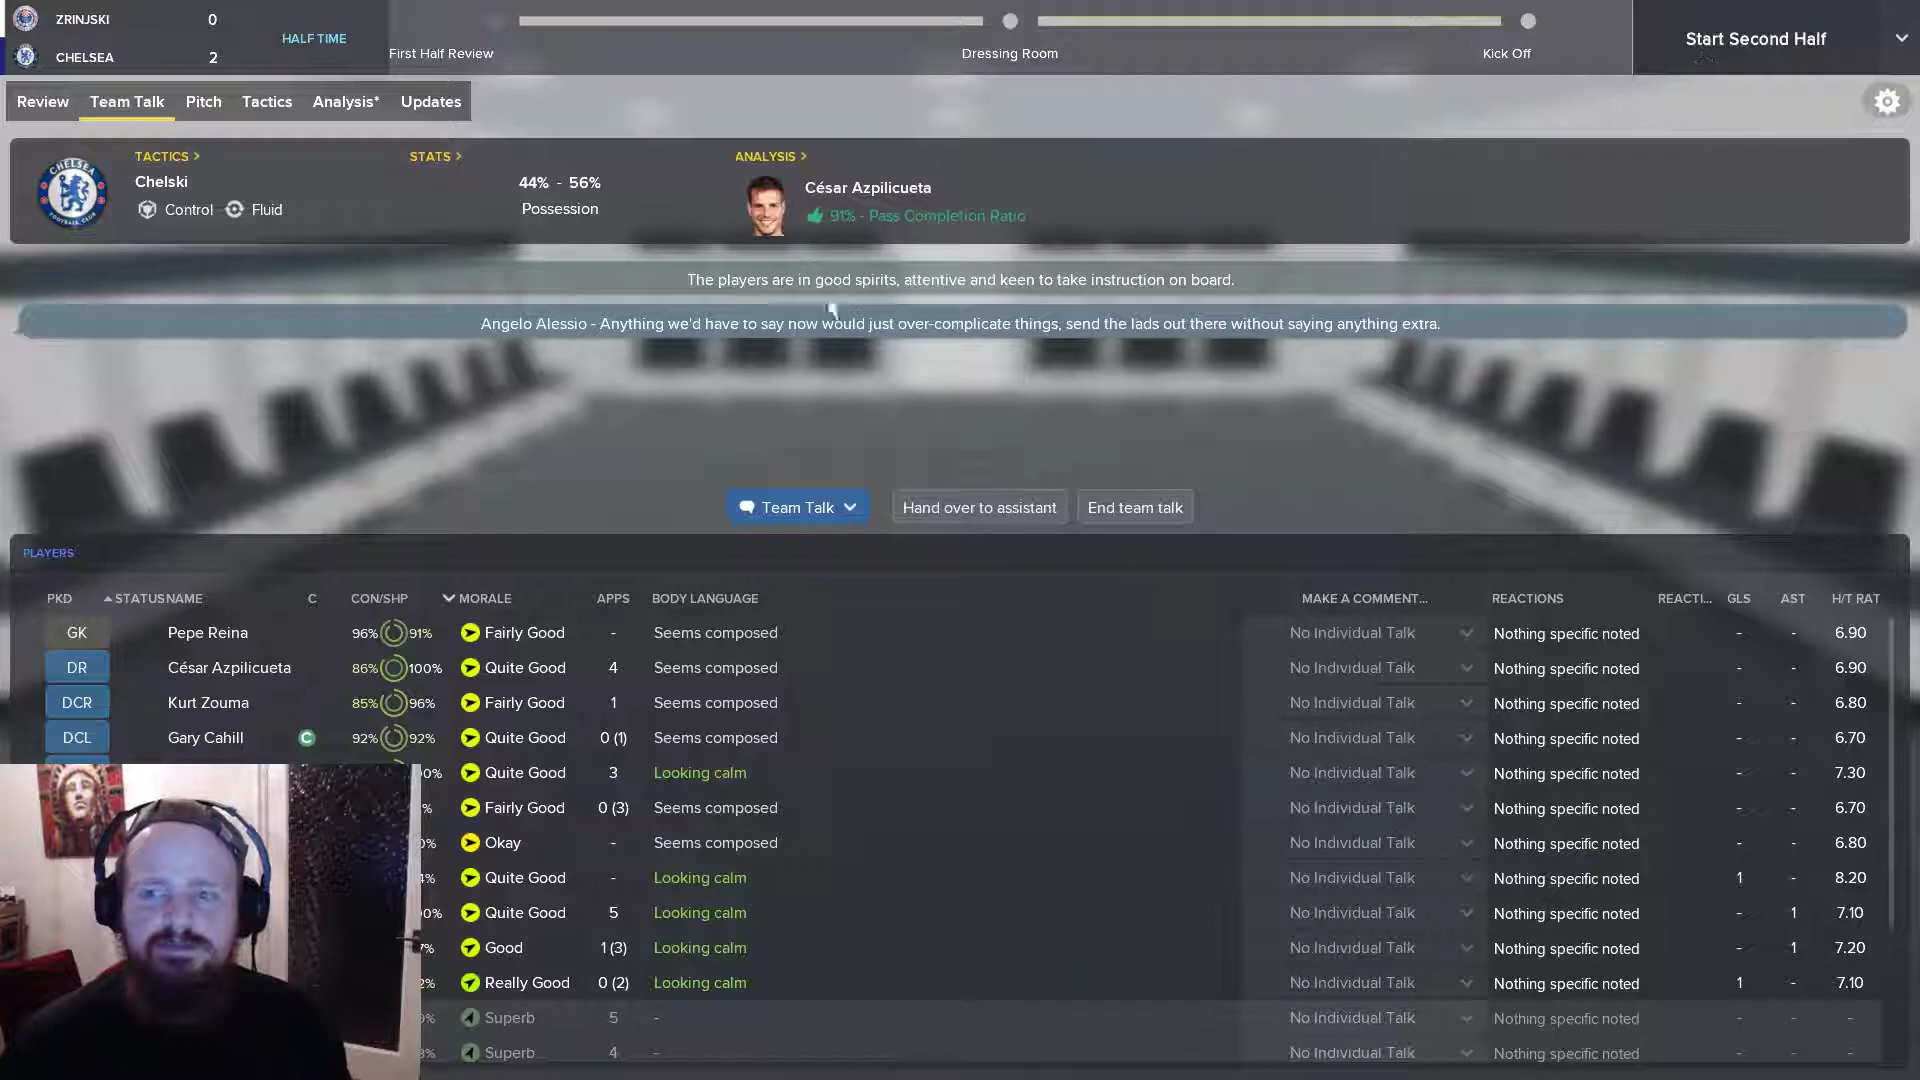 ZRINJSKI 0
CHELSEA 2
HALF TIME
First Half Review
Dressing Room
Kick Off
Start Second Half
Review Team Talk Pitch Tactics Analysis* Updates
TACTICS >
Chelski
Control Fluid
STATS >
44% - 56%
Possession
ANALYSIS >
César Azpilicueta
91% - Pass Completion Ratio
The players are in good spirits, attentive and keen to take instruction on board.
Angelo Alessio - Anything we'd have to say now would just over-complicate things, send the lads out there without saying anything extra.
Team Talk Hand over to assistant End team talk
PLAYERS
PKD STATUS NAME C CON/SHP MORALE APPS BODY LANGUAGE MAKE A COMMENT... REACTIONS REACTI... GLS AST H/T RAT
GK Pepe Reina 96% 91% Fairly Good - Seems composed No Individual Talk Nothing specific noted - - 6.90
DR César Azpilicueta 86% 100% Quite Good 4 Seems composed No Individual Talk Nothing specific noted - - 6.90
DCR Kurt Zouma 85% 96% Fairly Good 1 Seems composed No Individual Talk Nothing specific noted - - 6.80
DCL Gary Cahill C 92% 92% Quite Good 0 (1) Seems composed No Individual Talk Nothing specific noted - - 6.70
Quite Good 3 Looking calm No Individual Talk Nothing specific noted - - 7.30
Fairly Good 0 (3) Seems composed No Individual Talk Nothing specific noted - - 6.70
Okay - Seems composed No Individual Talk Nothing specific noted - - 6.80
Quite Good - Looking calm No Individual Talk Nothing specific noted 1 - 8.20
Quite Good 5 Looking calm No Individual Talk Nothing specific noted - 1 7.10
Good 1 (3) Looking calm No Individual Talk Nothing specific noted - 1 7.20
Really Good 0 (2) Looking calm No Individual Talk Nothing specific noted 1 - 7.10
Superb 5 - No Individual Talk Nothing specific noted - - -
Superb 4 - No Individual Talk Nothing specific noted - - -